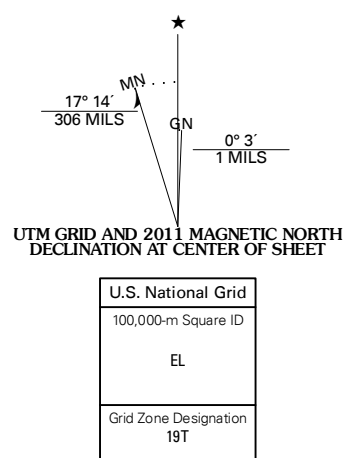 ★
MN
17° 14´
306 MILS
GN
0° 3´
1 MILS
UTM GRID AND 2011 MAGNETIC NORTH
DECLINATION AT CENTER OF SHEET
U.S. National Grid
100,000-m Square ID
EL
Grid Zone Designation
19T